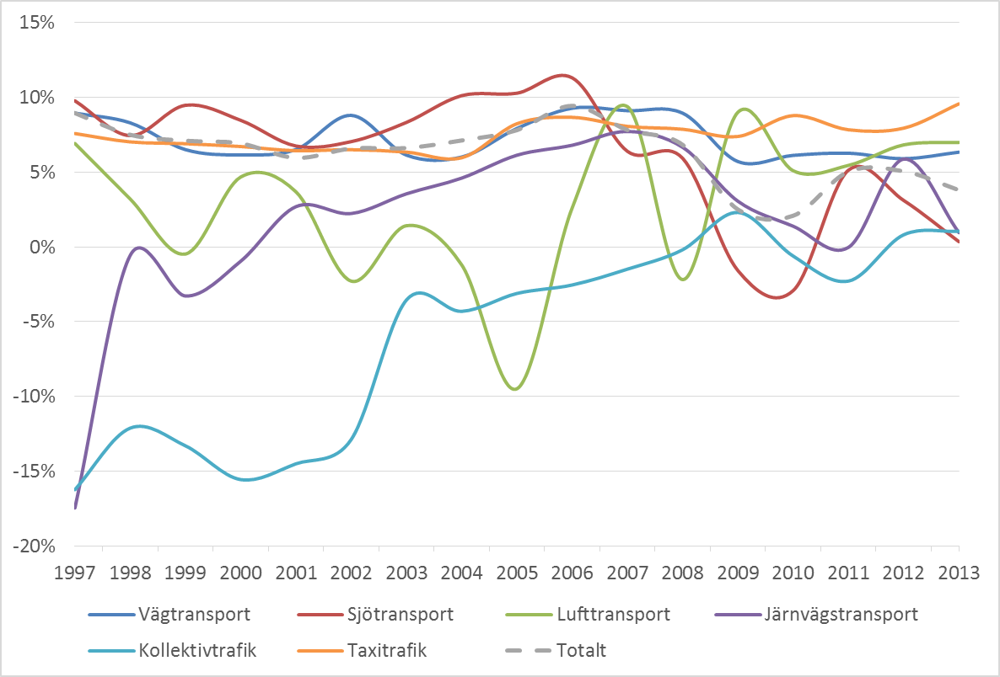 15%
10%
5%
0%
-5%
-10%
-15%
-20%
1997 1998 1999 2000 2001 2002 2003 2004 2005 2006 2007 2008 2009 2010 2011 2012 2013
Vägtransport Sjötransport Lufttransport Järnvägstransport
Kollektivtrafik Taxitrafik Totalt